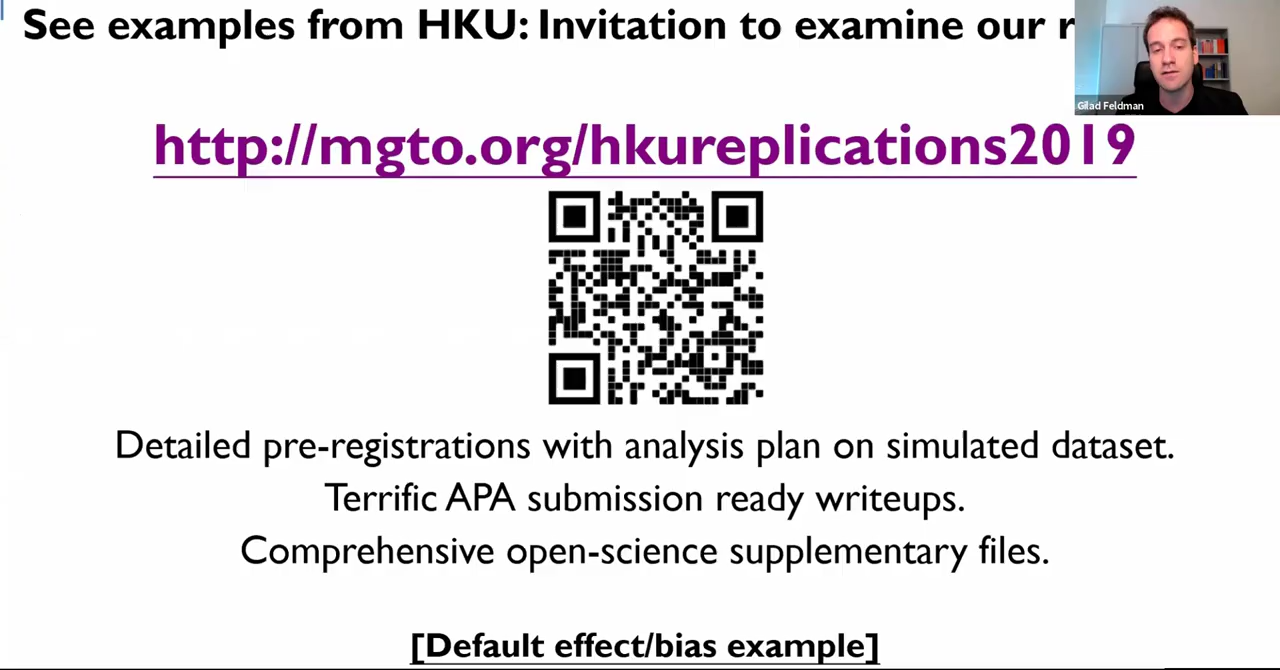 See examples from HKU: Invitation to examine our
Gilad Feldman
http://mgto.org/hkureplications2019
Detailed pre-registrations with analysis plan on simulated dataset.
Terrific APA submission ready writeups.
Comprehensive open-science supplementary files.
[Default effect/bias example]